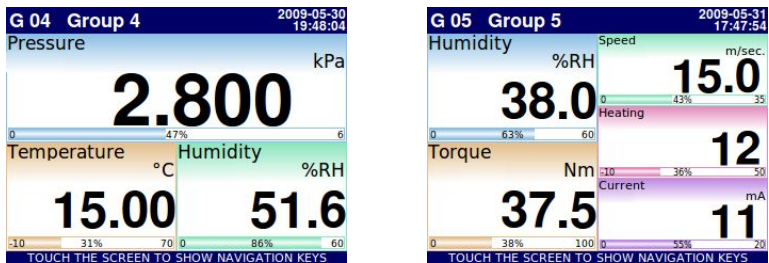 G 04 Group 4
2009-05-30
19:48:04
Pressure
kPa
2.800
0 47% 6
Temperature
°C
15.00
-10 31% 70
Humidity
%RH
51.6
0 86% 60
TOUCH THE SCREEN TO SHOW NAVIGATION KEYS
G 05 Group 5
2009-05-31
17:47:54
Humidity
%RH
38.0
0 63% 60
Torque
Nm
37.5
0 38% 100
Speed
m/sec.
15.0
0 43% 35
Heating
12
-10 36% 50
Current
mA
11
0 55% 20
TOUCH THE SCREEN TO SHOW NAVIGATION KEYS